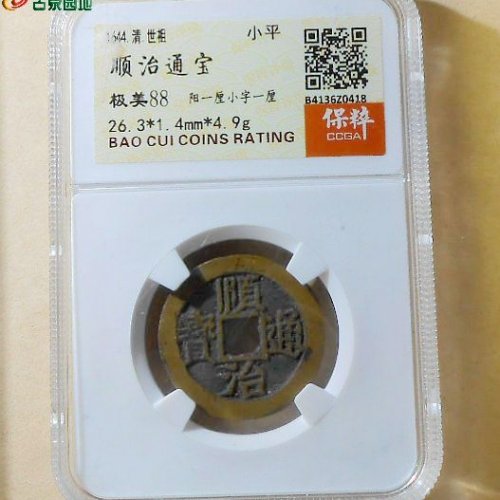 古泉园地
1644.清.世祖 小平
顺治通宝
极美88 阳一厘小字一厘
B4136Z0418
26.3*1.4mm*4.9g
BAO CUI COINS RATING
保粹
CCGA
順
寶 通
治